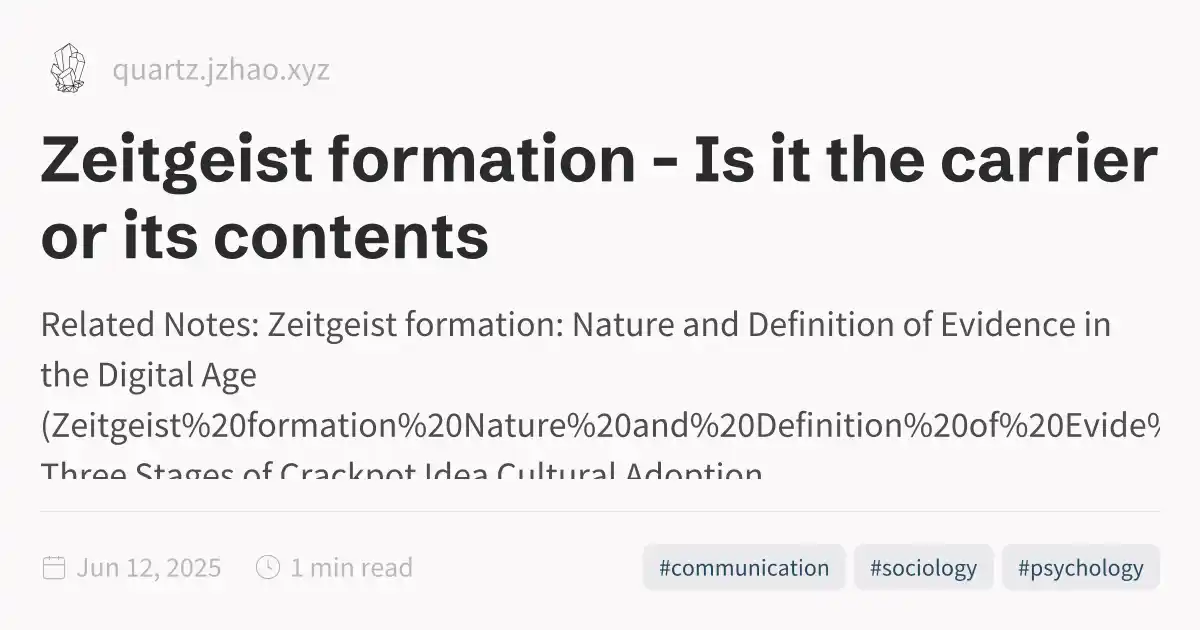 quartz.jzhao.xyz
Zeitgeist formation - Is it the carrier
or its contents
Related Notes: Zeitgeist formation: Nature and Definition of Evidence in
the Digital Age
(Zeitgeist%20formation%20Nature%20and%20Definition%20of%20Evide%
Three Stages of Crackpot Idea Cultural Adoption
Jun 12, 2025
1 min read
#communication
#sociology
#psychology